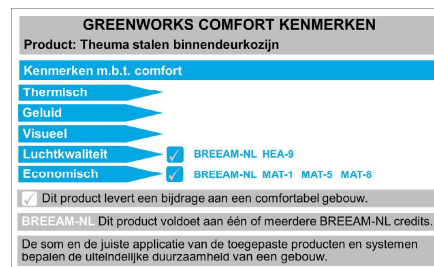 GREENWORKS COMFORT KENMERKEN
Product: Theuma stalen binnendeurkozijn
Kenmerken m.b.t. comfort
Thermisch
Geluid
Visueel
Luchtkwaliteit BREEAM-NL HEA-9
Economisch BREEAM-NL MAT-1 MAT-5 MAT-8
Dit product levert een bijdrage aan een comfortabel gebouw.
BREEAM-NL Dit product voldoet aan één of meerdere BREEAM-NL credits.
De som en de juiste applicatie van de toegepaste producten en systemen
bepalen de uiteindelijke duurzaamheid van een gebouw.